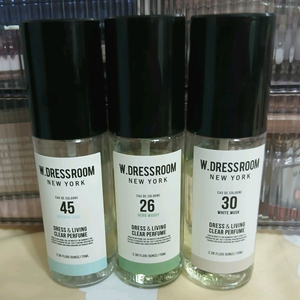 W.DRESSROOM
NEW YORK
EAU DE COLOGNE
45
DRESS & LIVING
CLEAR PERFUME
W.DRESSROOM
NEW YORK
EAU DE COLOGNE
26
DRESS & LIVING
CLEAR PERFUME
W.DRESSROOM
NEW YORK
EAU DE COLOGNE
30
WHITE MUSK
DRESS & LIVING
CLEAR PERFUME